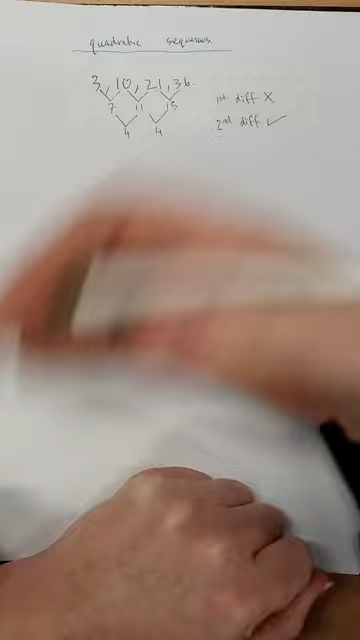 quadratic sequences.
3, 10, 21, 36.
7 11 15
4 4
1st diff X
2nd diff ✓